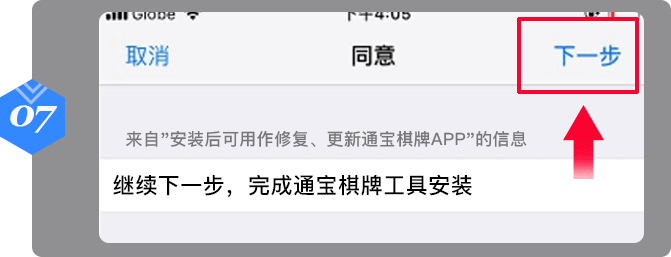 Globe 下午4:05
取消 同意 下一步
07
来自"安装后可用作修复、更新通宝棋牌APP"的信息
继续下一步，完成通宝棋牌工具安装